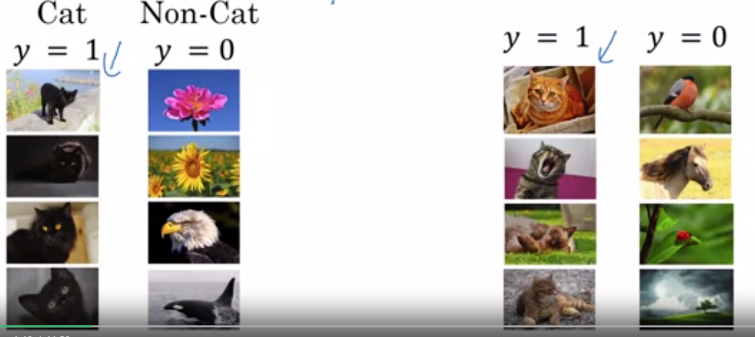 Cat Non-Cat
y = 1 y = 0
y = 1 y = 0